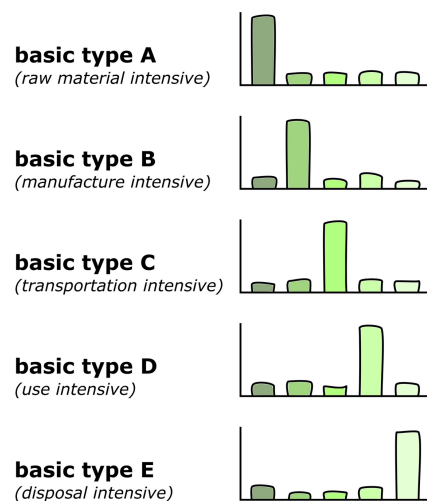 basic type A
(raw material intensive)
basic type B
(manufacture intensive)
basic type C
(transportation intensive)
basic type D
(use intensive)
basic type E
(disposal intensive)